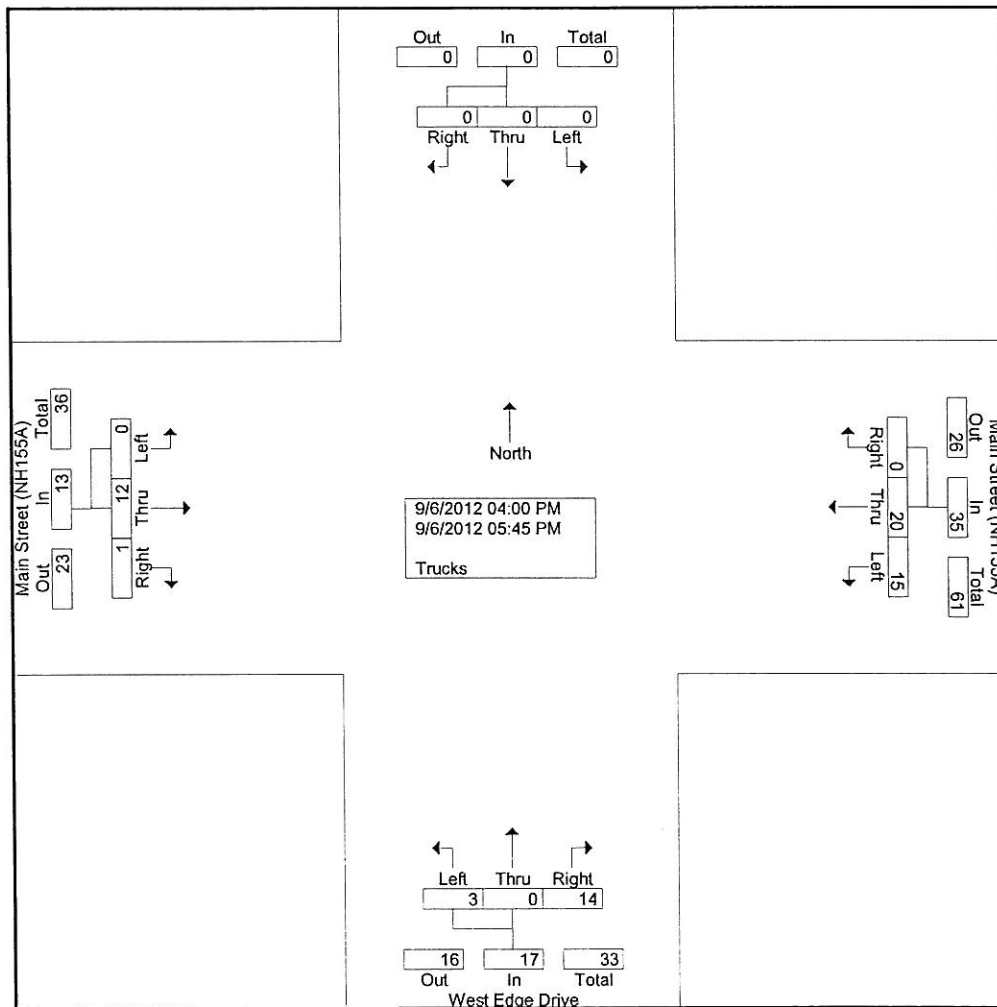 Out In Total
0 0 0
0 0 0
Right Thru Left
Main Street (NH155A)
Total In Out
36 13 23
0 12 1
Left Thru Right
North
9/6/2012 04:00 PM
9/6/2012 05:45 PM
Trucks
Right Thru Left
0 20 15
26 35 61
Out In Total
Main Street (NH155A)
Left Thru Right
3 0 14
16 17 33
Out In Total
West Edge Drive